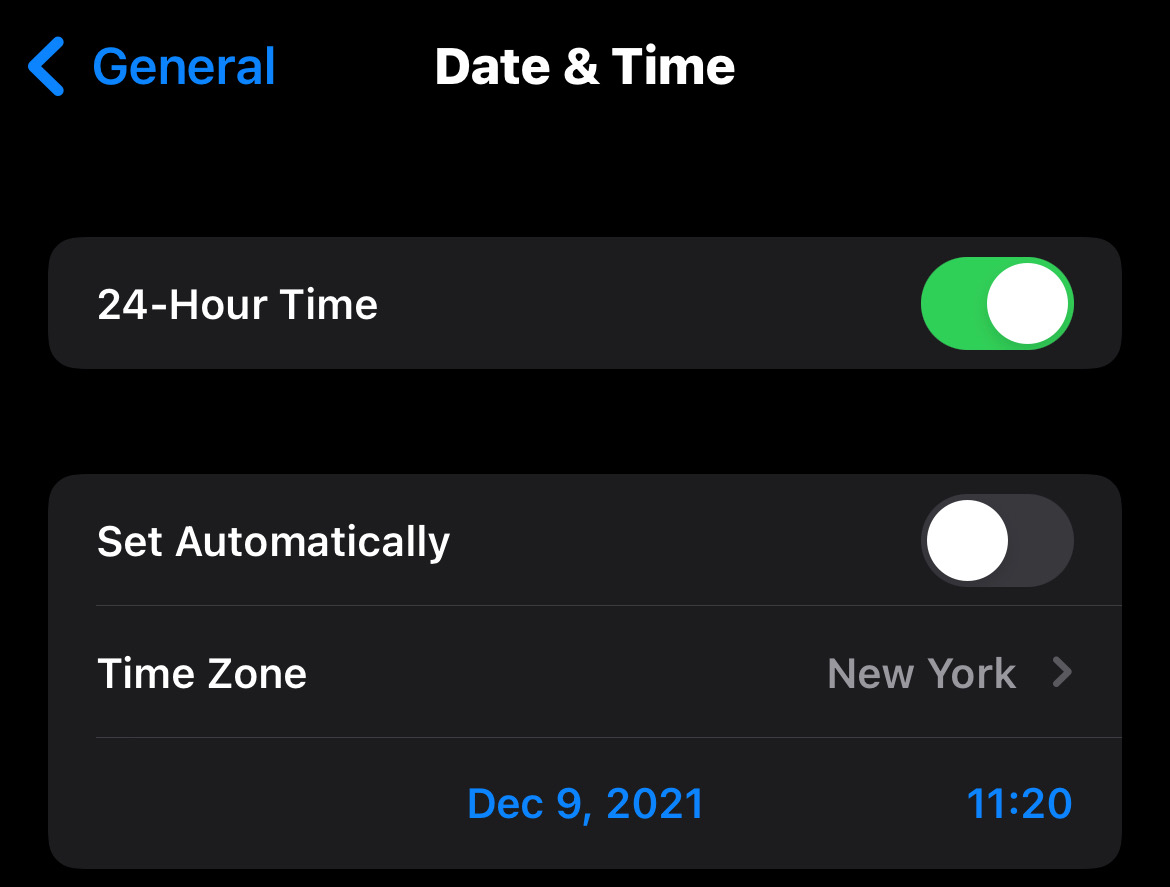 General
Date & Time
24-Hour Time
Set Automatically
Time Zone
New York
Dec 9, 2021
11:20